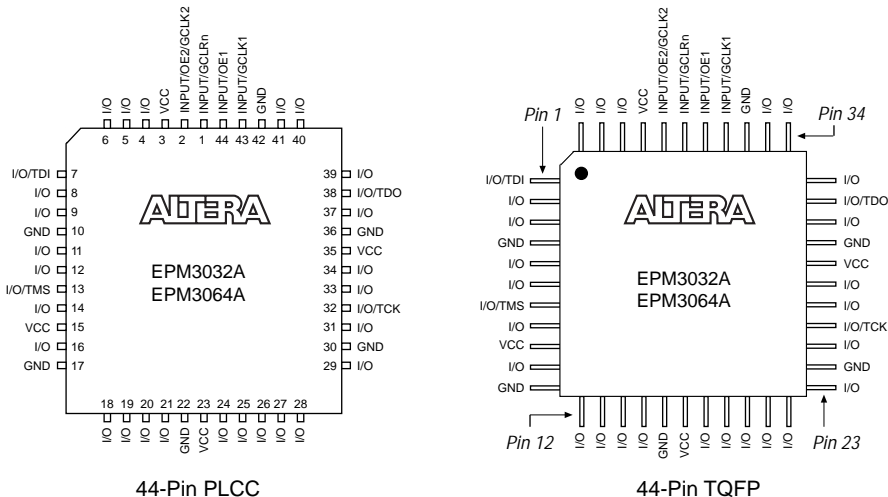 I/O
I/O
I/O
VCC
INPUT/OE2/GCLK2
INPUT/GCLRn
INPUT/OE1
INPUT/GCLK1
GND
I/O
I/O
6 5 4 3 2 1 44 43 42 41 40
I/O/TDI 7
I/O 8
I/O 9
GND 10
I/O 11
I/O 12
I/O/TMS 13
I/O 14
VCC 15
I/O 16
GND 17
ALTERA
EPM3032A
EPM3064A
39 I/O
38 I/O/TDO
37 I/O
36 GND
35 VCC
34 I/O
33 I/O
32 I/O/TCK
31 I/O
30 GND
29 I/O
18 19 20 21 22 23 24 25 26 27 28
I/O
I/O
I/O
I/O
GND
VCC
I/O
I/O
I/O
I/O
I/O
44-Pin PLCC
I/O
I/O
I/O
VCC
INPUT/OE2/GCLK2
INPUT/GCLRn
INPUT/OE1
INPUT/GCLK1
GND
I/O
I/O
Pin 1
Pin 34
I/O/TDI
I/O
I/O
GND
I/O
I/O
I/O/TMS
I/O
VCC
I/O
GND
ALTERA
EPM3032A
EPM3064A
I/O
I/O/TDO
I/O
GND
VCC
I/O
I/O
I/O/TCK
I/O
GND
I/O
Pin 12
Pin 23
I/O
I/O
I/O
I/O
GND
VCC
I/O
I/O
I/O
I/O
I/O
44-Pin TQFP